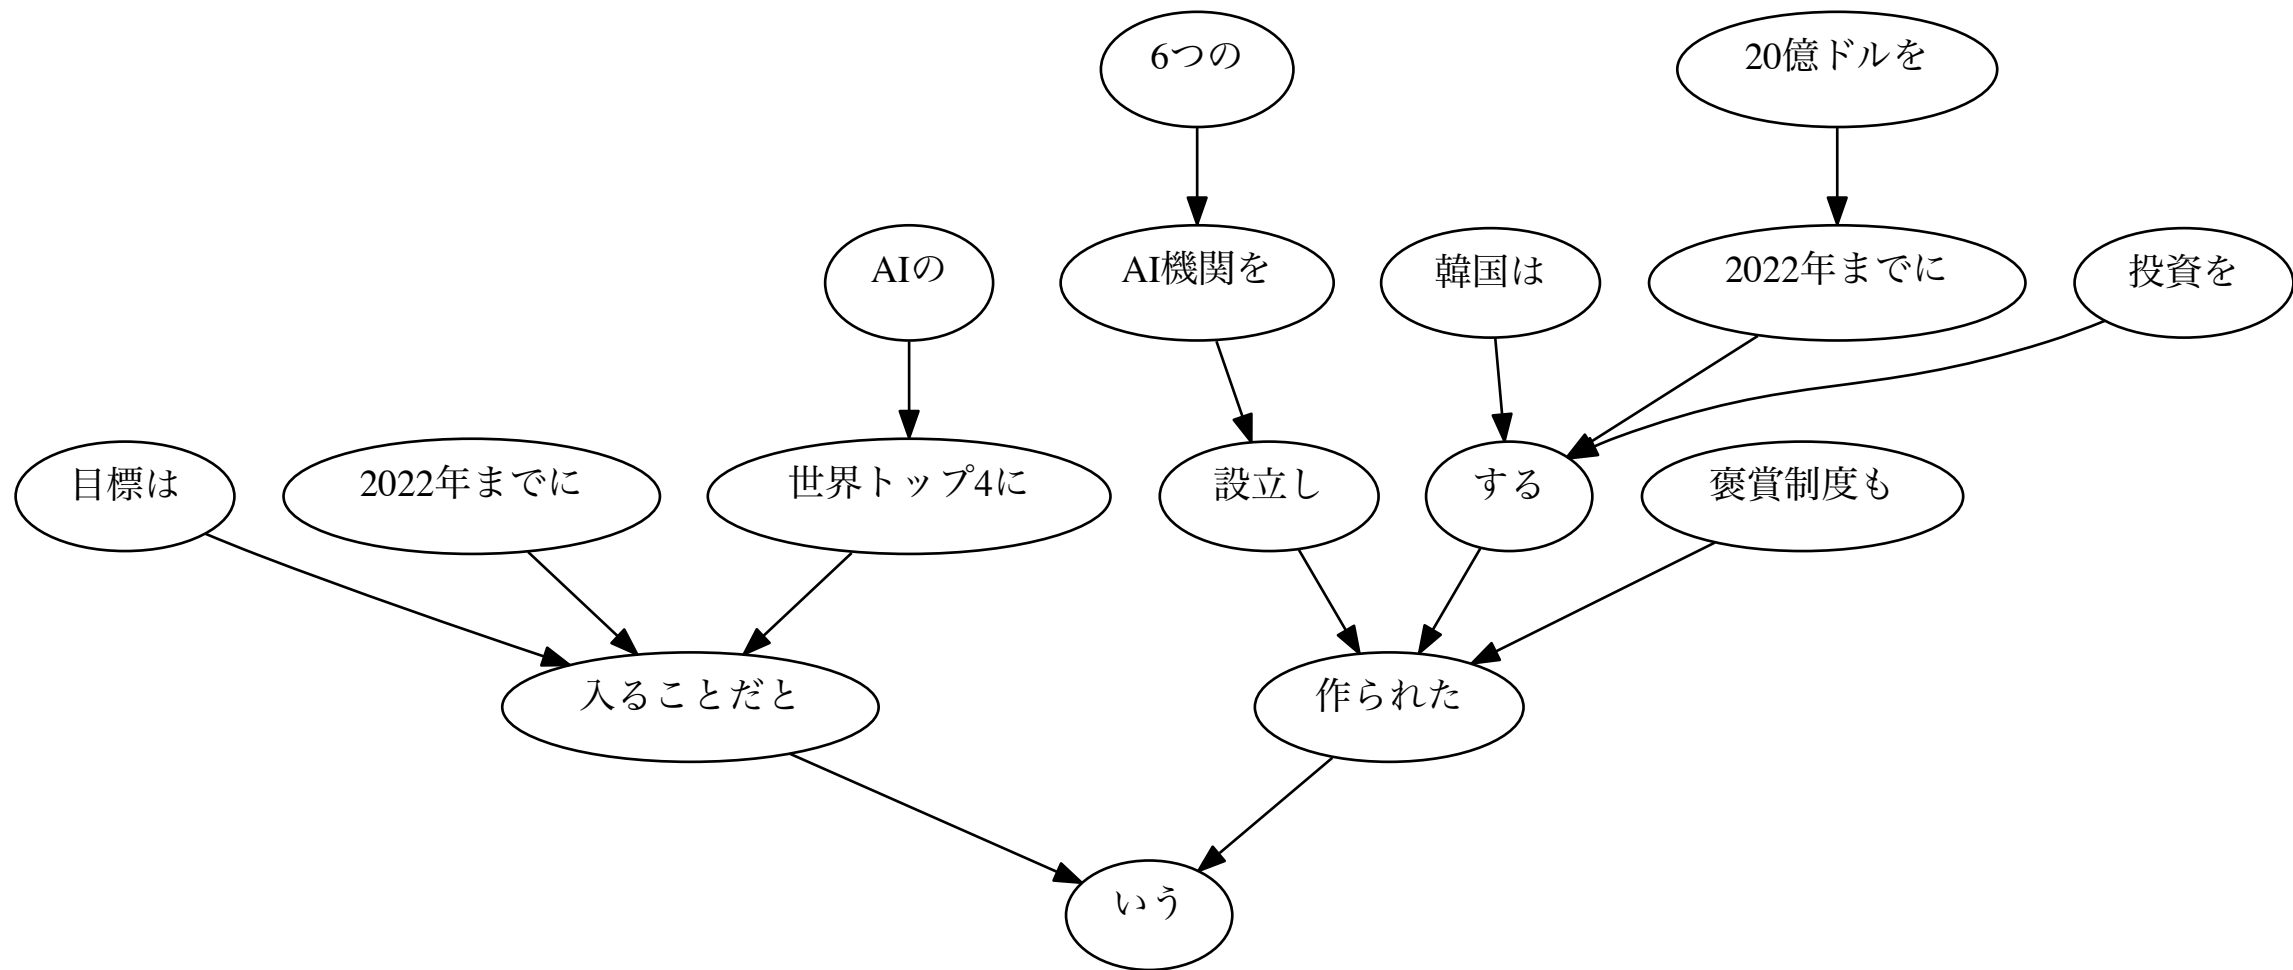 6つの
20億ドルを
AIの
AI機関を
韓国は
2022年までに
投資を
目標は
2022年までに
世界トップ4に
設立し
する
褒賞制度も
入ることだと
作られた
いう